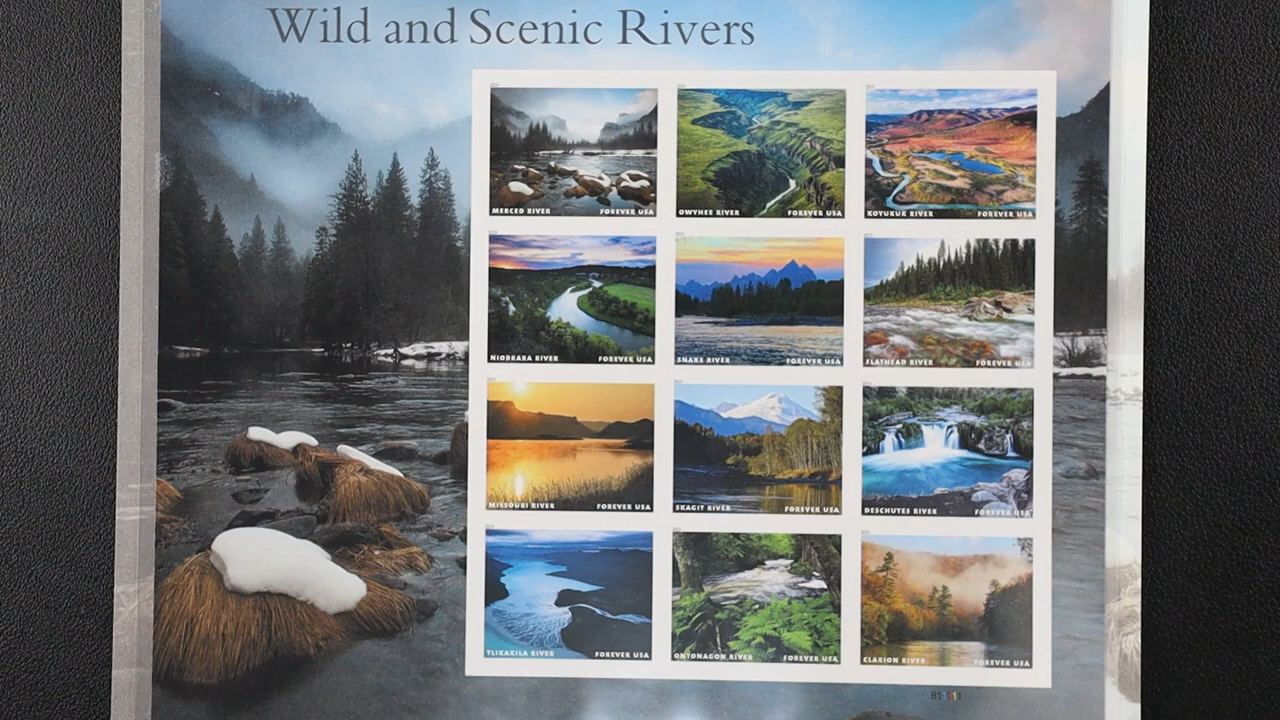 Wild and Scenic Rivers
MERCED RIVER FOREVER USA
OWYHEE RIVER FOREVER USA
KOYUKUK RIVER FOREVER USA
NIOBRARA RIVER FOREVER USA
SNAKE RIVER FOREVER USA
FLATHEAD RIVER FOREVER USA
MISSOURI RIVER FOREVER USA
SKAGIT RIVER FOREVER USA
DESCHUTES RIVER FOREVER USA
TLIKAKILA RIVER FOREVER USA
ONTONAGON RIVER FOREVER USA
CLARION RIVER FOREVER USA